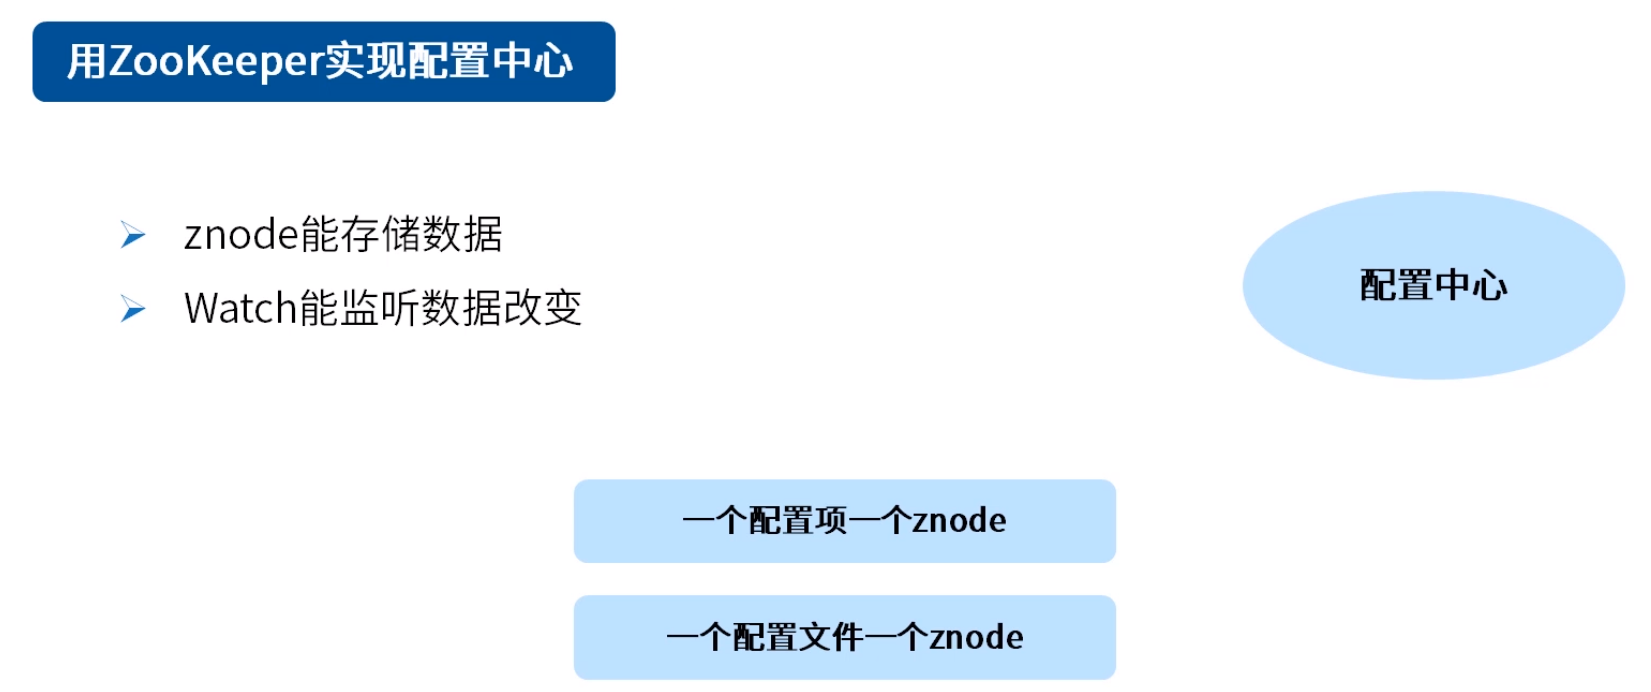 用ZooKeeper实现配置中心
znode能存储数据
Watch能监听数据改变
配置中心
一个配置项一个znode
一个配置文件一个znode